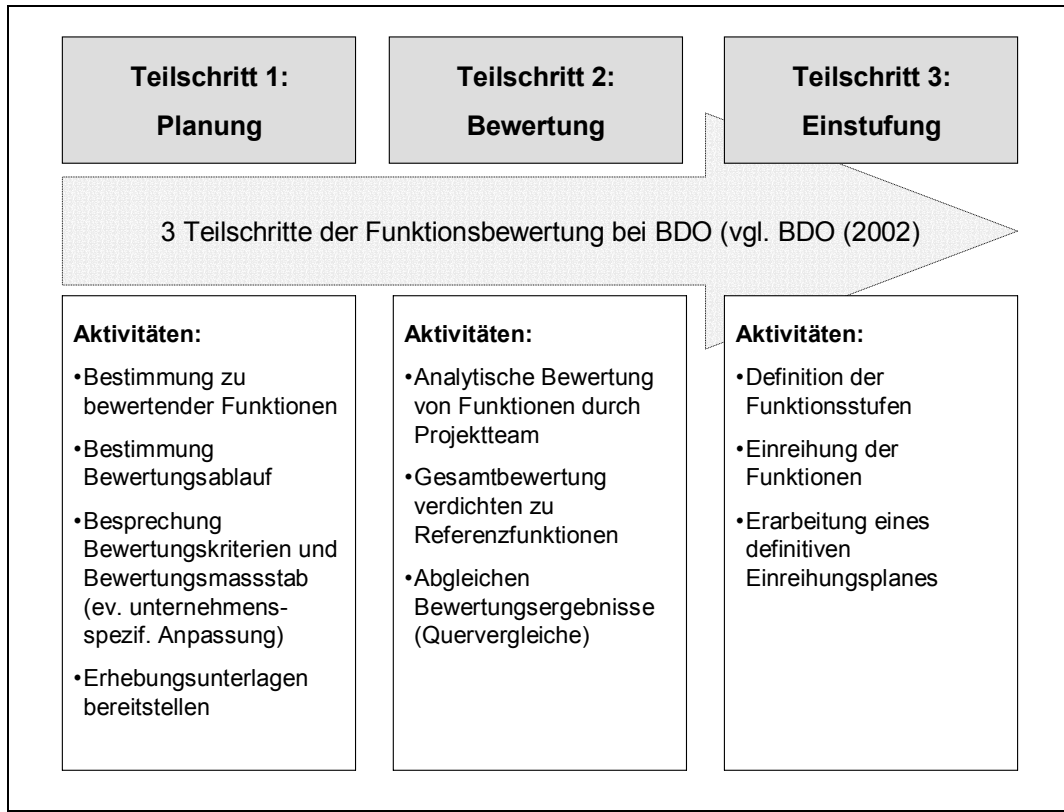 Teilschritt 1:
Planung
Teilschritt 2:
Bewertung
Teilschritt 3:
Einstufung
3 Teilschritte der Funktionsbewertung bei BDO (vgl. BDO (2002)
Aktivitäten:
•Bestimmung zu
bewertender Funktionen
•Bestimmung
Bewertungsablauf
•Besprechung
Bewertungskriterien und
Bewertungsmassstab
(ev. unternehmens-
spezif. Anpassung)
•Erhebungsunterlagen
bereitstellen
Aktivitäten:
•Analytische Bewertung
von Funktionen durch
Projektteam
•Gesamtbewertung
verdichten zu
Referenzfunktionen
•Abgleichen
Bewertungsergebnisse
(Quervergleiche)
Aktivitäten:
•Definition der
Funktionsstufen
•Einreihung der
Funktionen
•Erarbeitung eines
definitiven
Einreihungsplanes